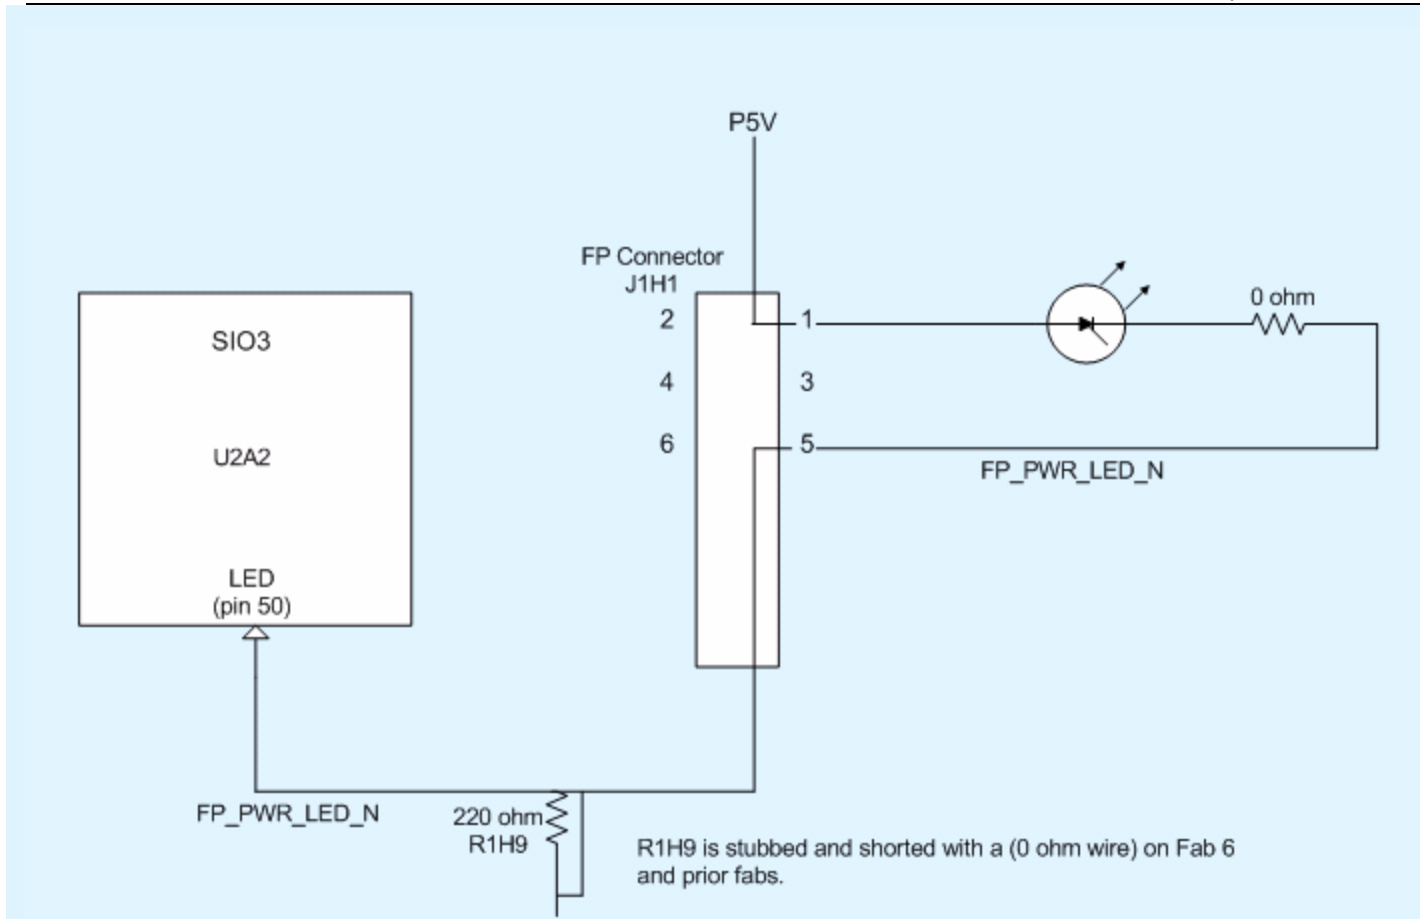 P5V
FP Connector
J1H1
2
1
0 ohm
SIO3
4
3
6
5
U2A2
FP_PWR_LED_N
LED
(pin 50)
FP_PWR_LED_N
220 ohm
R1H9
R1H9 is stubbed and shorted with a (0 ohm wire) on Fab 6
and prior fabs.